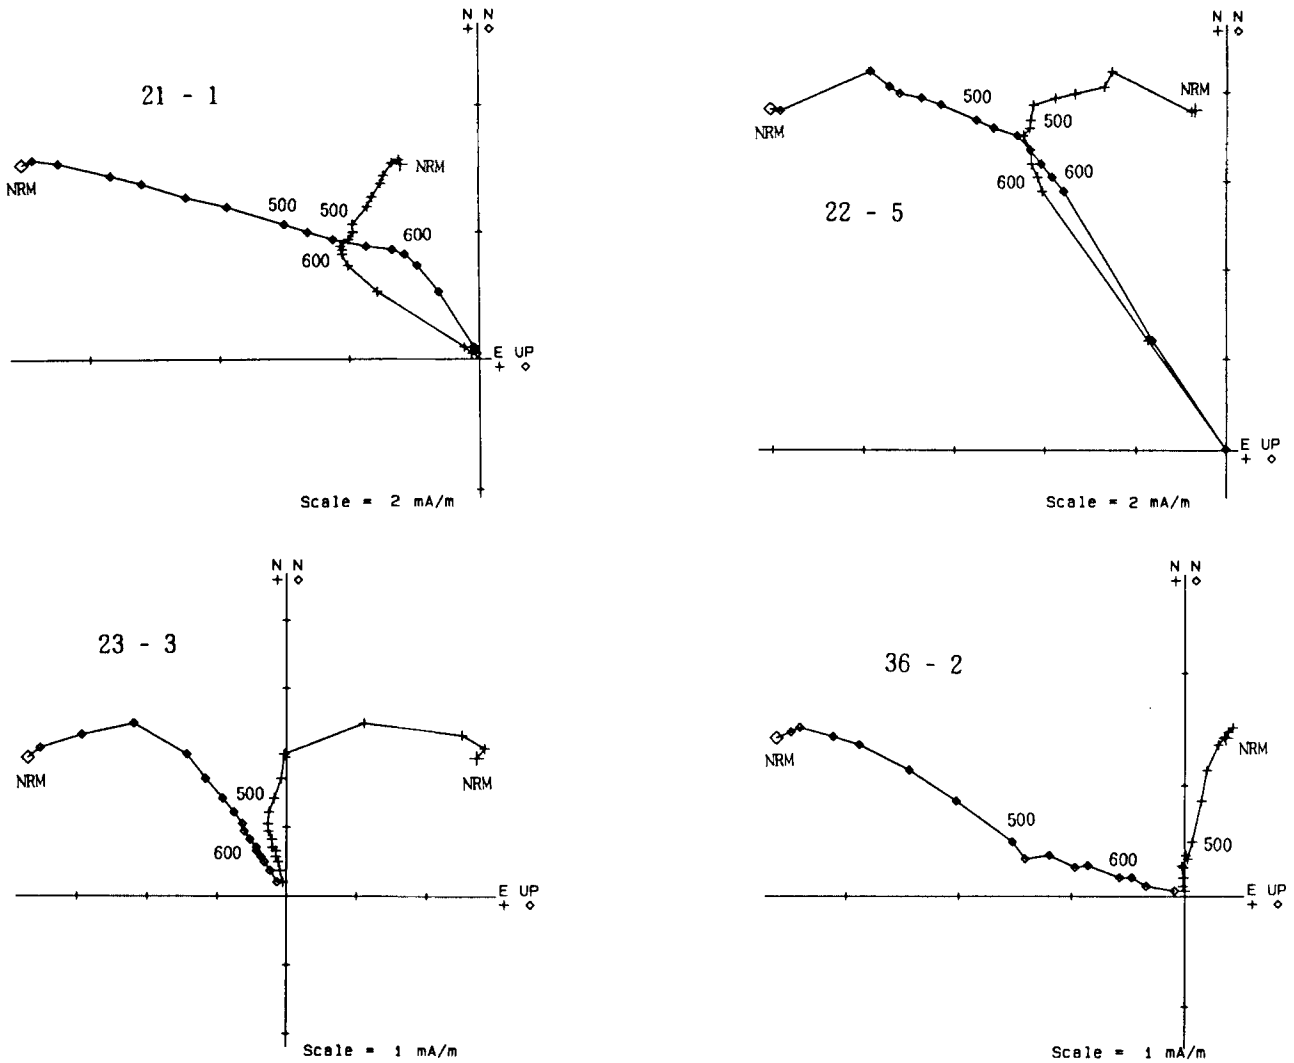 N N
21 - 1
NRM
NRM
500
500
600
600
E UP
Scale = 2 mA/m
N N
22 - 5
NRM
NRM
500
500
600
600
E UP
Scale = 2 mA/m
N N
23 - 3
NRM
NRM
500
600
E UP
Scale = 1 mA/m
N N
36 - 2
NRM
NRM
500
500
600
E UP
Scale = 1 mA/m